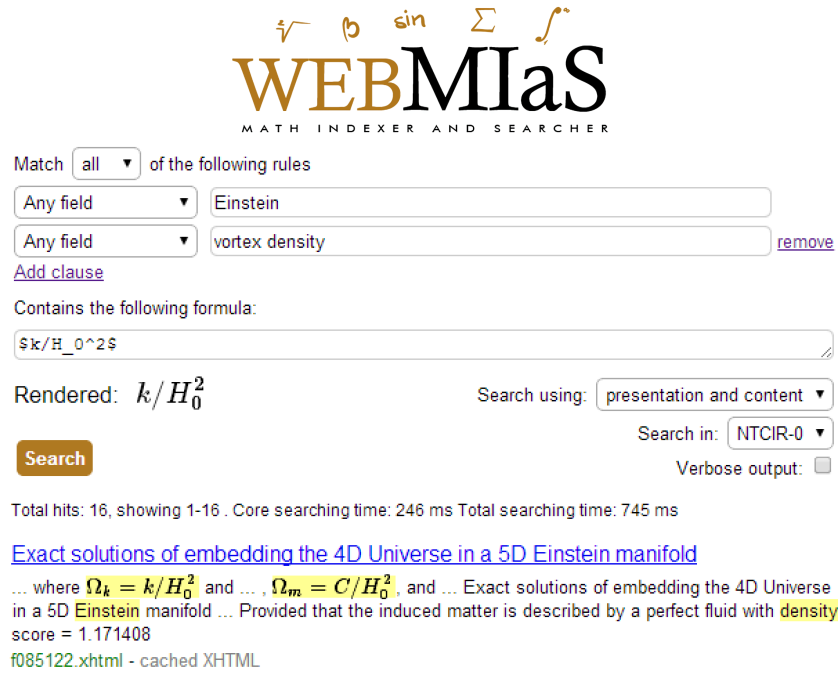 ∜ β sin Σ ∫
WEBMIaS
MATH INDEXER AND SEARCHER
Match all ▼ of the following rules
Any field ▼ Einstein
Any field ▼ vortex density remove
Add clause
Contains the following formula:
$k/H_0^2$
Rendered: k/H_0^2 Search using: presentation and content ▼
Search in: NTCIR-0 ▼
Search
Verbose output:
Total hits: 16, showing 1-16 . Core searching time: 246 ms Total searching time: 745 ms
Exact solutions of embedding the 4D Universe in a 5D Einstein manifold
... where Ω_k = k/H_0^2 and ... , Ω_m = C/H_0^2, and ... Exact solutions of embedding the 4D Universe
in a 5D Einstein manifold ... Provided that the induced matter is described by a perfect fluid with density
score = 1.171408
f085122.xhtml - cached XHTML